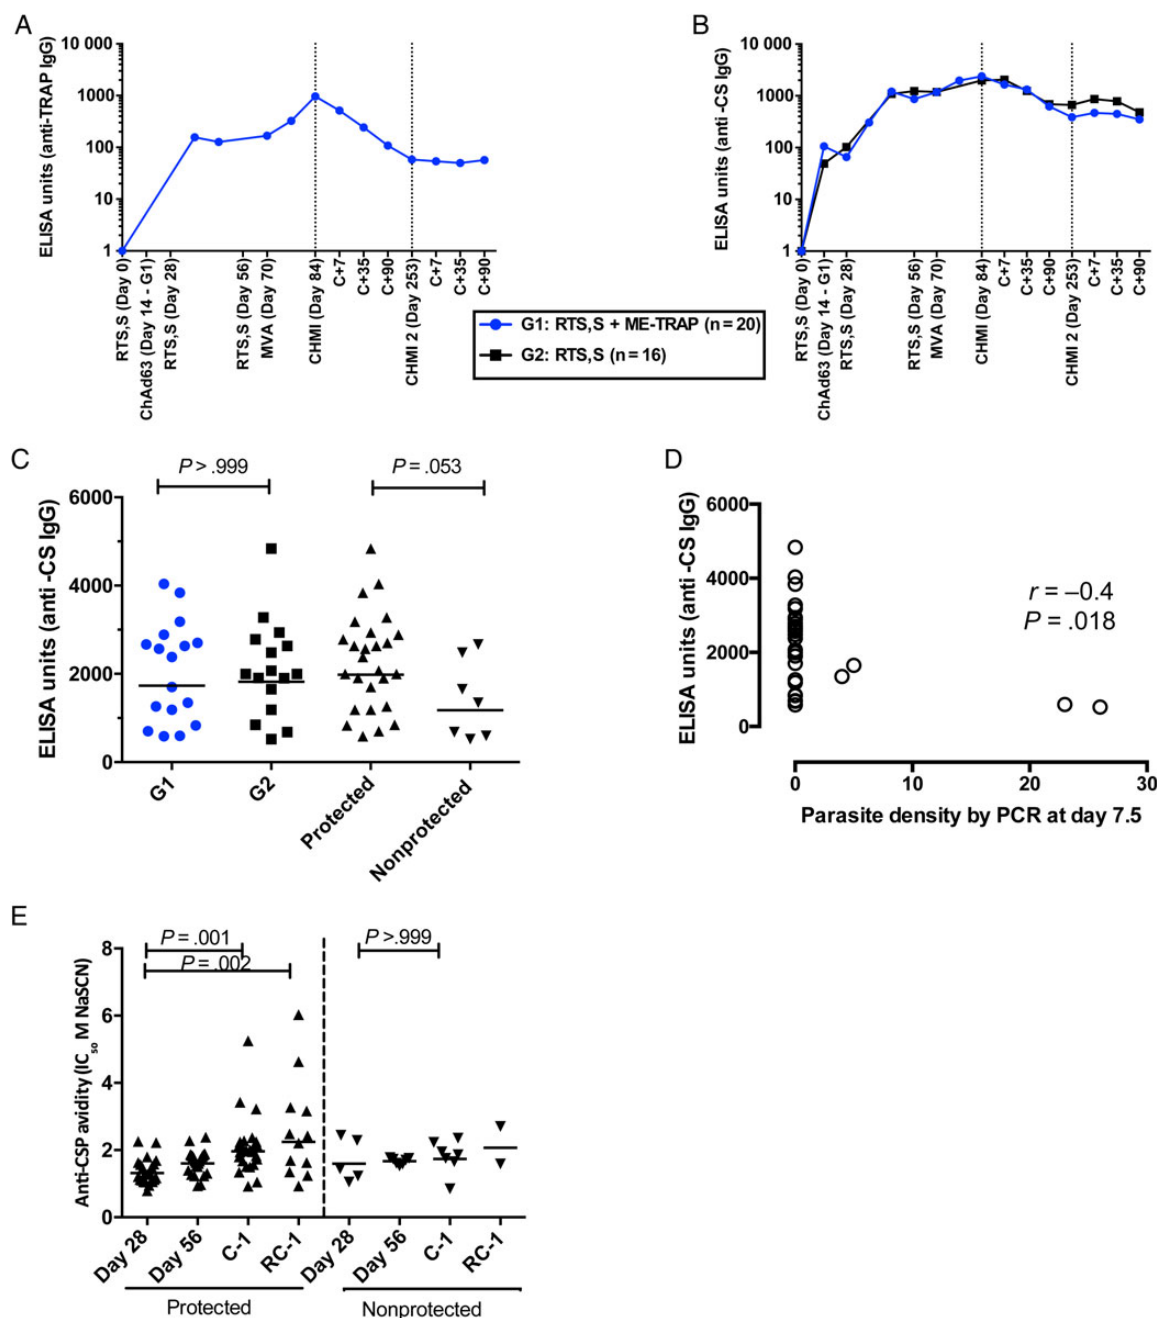 A
ELISA units (anti-TRAP IgG)
10 000
1000
100
10
1
RTS,S (Day 0)
ChAd63 (Day 14 - G1)
RTS,S (Day 28)
RTS,S (Day 56)
MVA (Day 70)
CHMI (Day 84)
C+7
C+35
C+90
CHMI 2 (Day 253)
C+7
C+35
C+90
B
ELISA units (anti -CS IgG)
10 000
1000
100
10
1
RTS,S (Day 0)
ChAd63 (Day 14 - G1)
RTS,S (Day 28)
RTS,S (Day 56)
MVA (Day 70)
CHMI (Day 84)
C+7
C+35
C+90
CHMI 2 (Day 253)
C+7
C+35
C+90
G1: RTS,S + ME-TRAP (n = 20)
G2: RTS,S (n = 16)
C
P > .999
P = .053
ELISA units (anti -CS IgG)
6000
4000
2000
0
G1
G2
Protected
Nonprotected
D
ELISA units (anti -CS IgG)
6000
4000
2000
0
r = –0.4
P = .018
0
10
20
30
Parasite density by PCR at day 7.5
E
P = .001
P = .002
P >.999
Anti-CSP avidity (IC50 M NaSCN)
8
6
4
2
0
Day 28
Day 56
C-1
RC-1
Day 28
Day 56
C-1
RC-1
Protected
Nonprotected